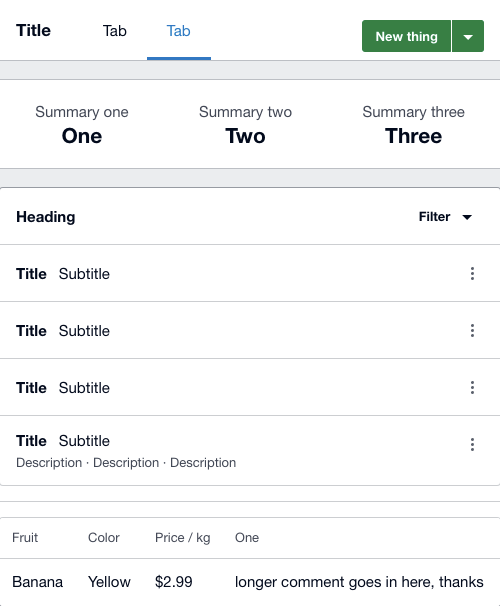 Title Tab Tab New thing
Summary one Summary two Summary three
One Two Three
Heading Filter
Title Subtitle
Title Subtitle
Title Subtitle
Title Subtitle
Description · Description · Description
Fruit Color Price / kg One
Banana Yellow $2.99 longer comment goes in here, thanks